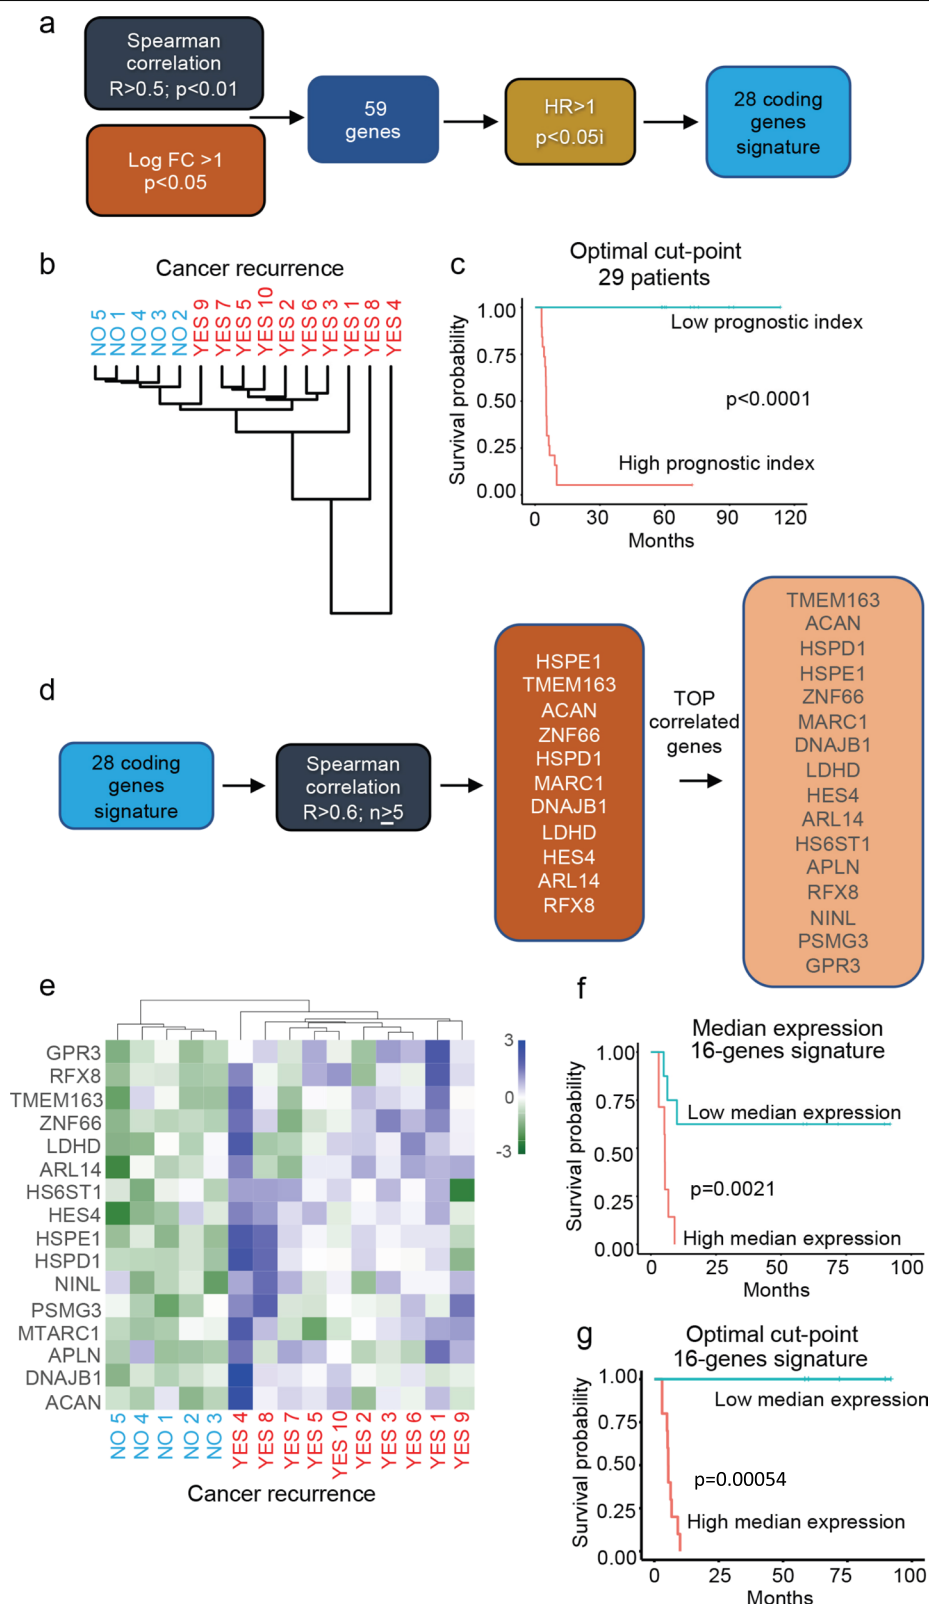 a
Spearman
correlation
R>0.5; p<0.01
Log FC >1
p<0.05
59
genes
HR>1
p<0.05i
28 coding
genes
signature
b
Cancer recurrence
NO 5
NO 1
NO 4
NO 3
NO 2
YES 9
YES 7
YES 5
YES 10
YES 2
YES 6
YES 3
YES 1
YES 8
YES 4
c
Optimal cut-point
29 patients
Survival probability
1.00
0.75
0.50
0.25
0.00
Low prognostic index
p<0.0001
High prognostic index
0
30
60
90
120
Months
d
28 coding
genes
signature
Spearman
correlation
R>0.6; n≥5
HSPE1
TMEM163
ACAN
ZNF66
HSPD1
MARC1
DNAJB1
LDHD
HES4
ARL14
RFX8
TOP
correlated
genes
TMEM163
ACAN
HSPD1
HSPE1
ZNF66
MARC1
DNAJB1
LDHD
HES4
ARL14
HS6ST1
APLN
RFX8
NINL
PSMG3
GPR3
e
GPR3
RFX8
TMEM163
ZNF66
LDHD
ARL14
HS6ST1
HES4
HSPE1
HSPD1
NINL
PSMG3
MTARC1
APLN
DNAJB1
ACAN
3
0
-3
NO 5
NO 4
NO 1
NO 2
NO 3
YES 4
YES 8
YES 7
YES 5
YES 10
YES 2
YES 3
YES 6
YES 1
YES 9
Cancer recurrence
f
Median expression
16-genes signature
Survival probability
1.00
0.75
0.50
0.25
0.00
Low median expression
p=0.0021
High median expression
0
25
50
75
100
Months
g
Optimal cut-point
16-genes signature
Survival probability
1.00
0.75
0.50
0.25
0.00
Low median expression
p=0.00054
High median expression
0
25
50
75
100
Months